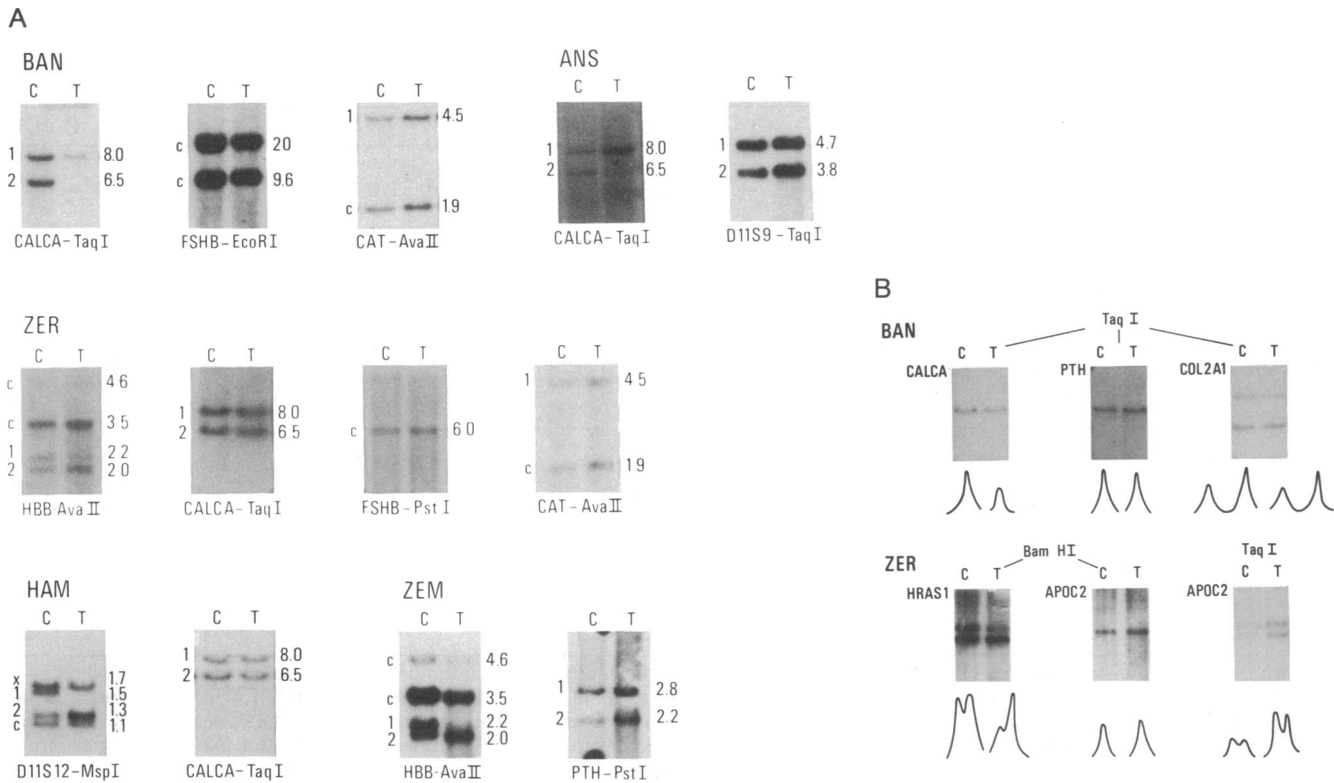 A
BAN
C T
1 8.0
2 6.5
CALCA-TaqI
C T
c 20
c 9.6
FSHB-EcoRI
C T
1 4.5
c 1.9
CAT-AvaII
ANS
C T
1 8.0
2 6.5
CALCA-TaqI
C T
1 4.7
2 3.8
D11S9-TaqI
ZER
C T
c 4 6
c 3 5
1 2 2
2 2 0
HBB-AvaII
C T
1 8 0
2 6 5
CALCA-TaqI
C T
c 6 0
FSHB-PstI
C T
1 4 5
c 1 9
CAT-AvaII
HAM
C T
x 1.7
1 1.5
2 1.3
c 1.1
D11S12-MspI
C T
1 8.0
2 6.5
CALCA-TaqI
ZEM
C T
c 4.6
c 3.5
1 2.2
2 2.0
HBB-AvaII
C T
1 2.8
2 2.2
PTH-PstI
B
BAN
Taq I
C T
CALCA
C T
PTH
C T
COL2A1
ZER
Bam HI
C T
HRAS1
C T
APOC2
Taq I
C T
APOC2